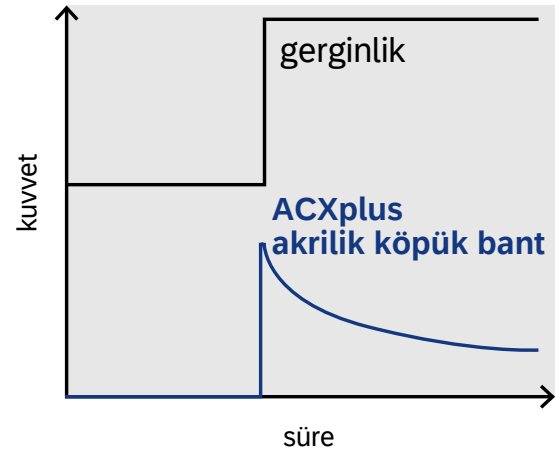 gerginlik
kuvvet
ACXplus
akrilik köpük bant
süre